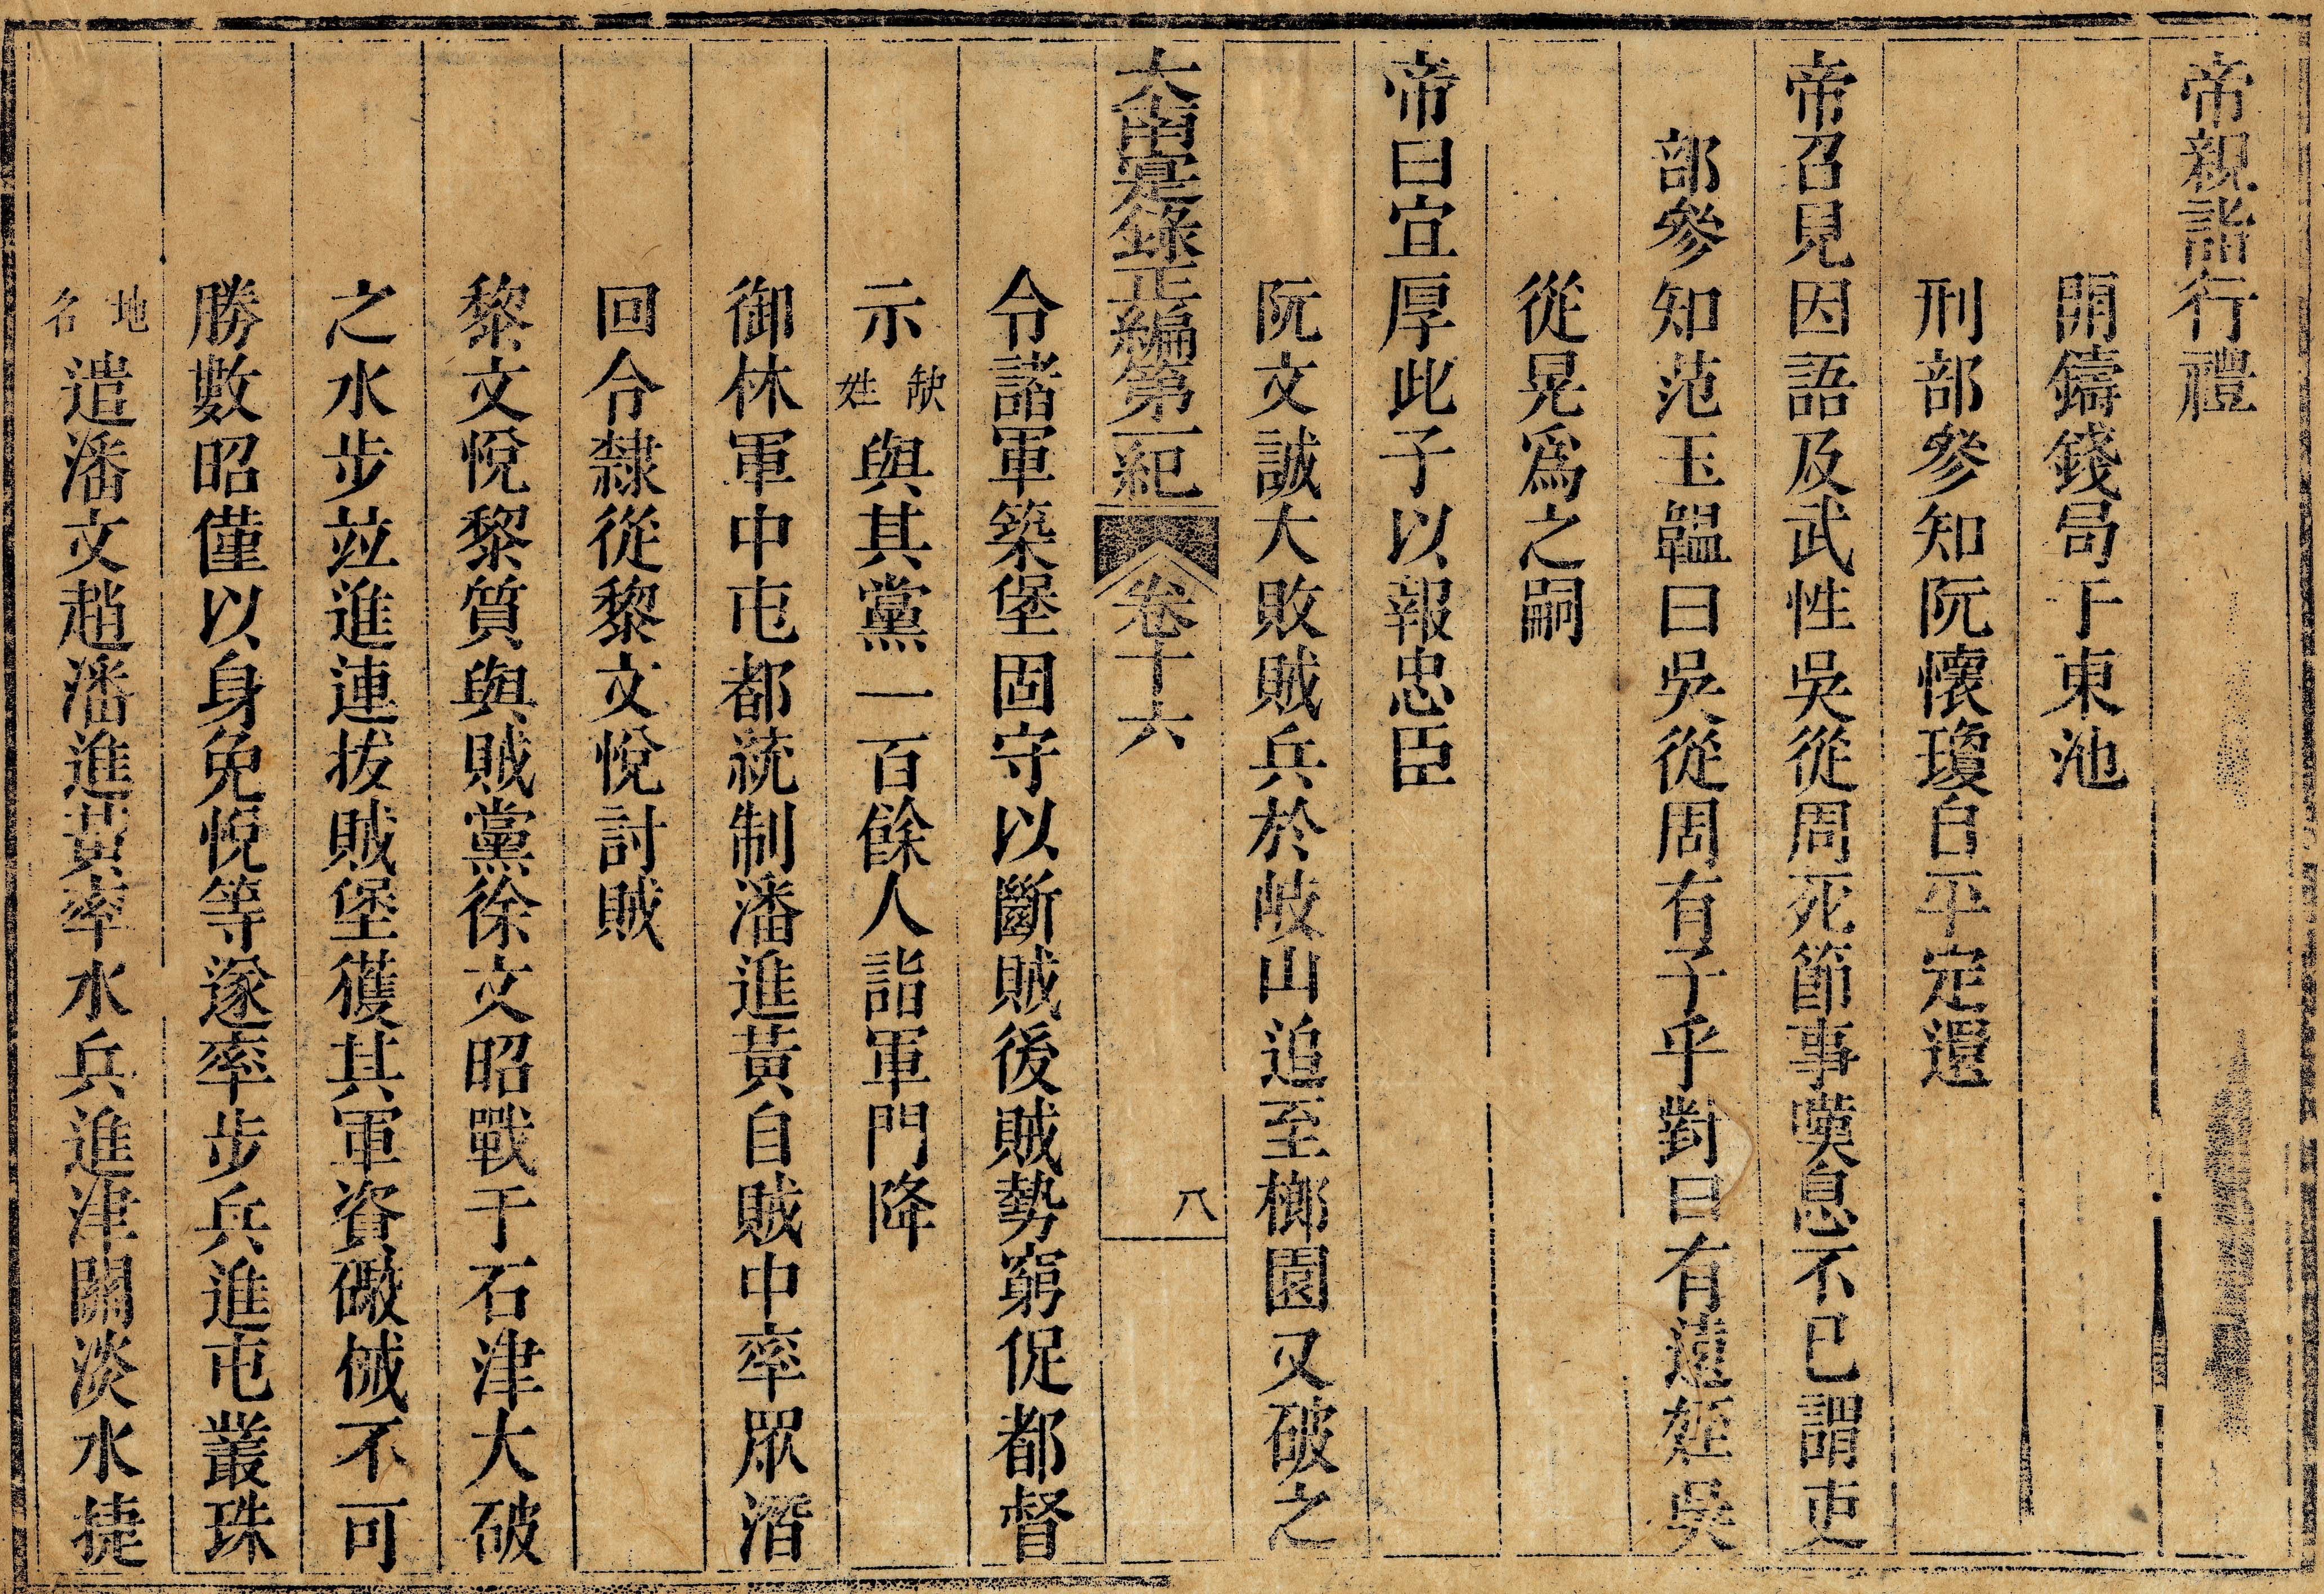 帝親詣行禮
開鑄錢局于東池
刑部參知阮懷瓊自平定還
帝召見因語及武性吳從周死節事嘆息不已謂吏
部參知范玉韞曰吳從周有子乎對曰有遠姪吳
從晃爲之嗣
帝曰宜厚此子以報忠臣
阮文誠大敗賊兵於岐山追至榔園又破之
大南寔錄正編第一紀 卷十六 八
令諸軍築堡固守以斷賊後賊勢窮促都督
示缺姓與其黨一百餘人詣軍門降
御林軍中屯都統制潘進黃自賊中率眾潛
回令隸從黎文悅討賊
黎文悅黎質與賊黨徐文昭戰于石津大破
之水步並進連拔賊堡獲其軍資礮械不可
勝數昭僅以身免悅等遂率步兵進屯叢珠
地名遣潘文趙潘進黃率水兵進津關淡水捷